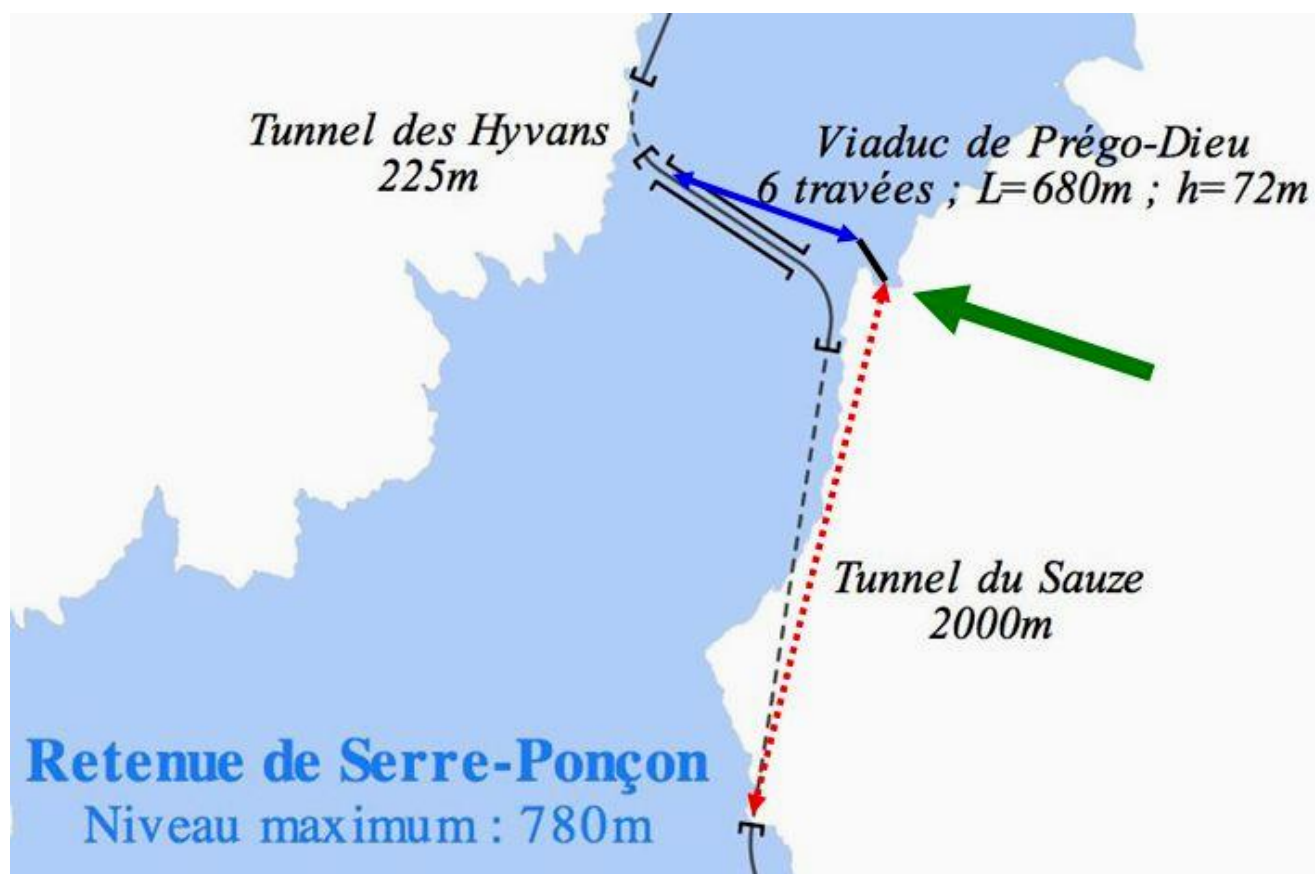 Tunnel des Hyvans
225m
Viaduc de Prégo-Dieu
6 travées ; L=680m ; h=72m
Tunnel du Sauze
2000m
Retenue de Serre-Ponçon
Niveau maximum : 780m